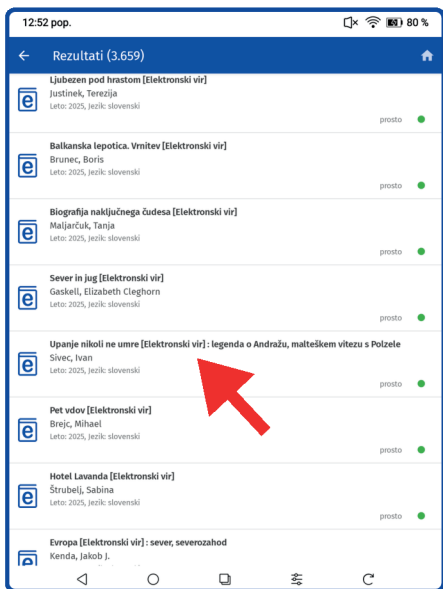 12:52 pop.
80 %
Rezultati (3.659)
Ljubezen pod hrastom [Elektronski vir]
Justinek, Terezija
Leto: 2025, Jezik: slovenski
prosto
Balkanska lepotica. Vrnitev [Elektronski vir]
Brunec, Boris
Leto: 2025, Jezik: slovenski
prosto
Biografija naključnega čudesa [Elektronski vir]
Maljarčuk, Tanja
Leto: 2025, Jezik: slovenski
prosto
Sever in jug [Elektronski vir]
Gaskell, Elizabeth Cleghorn
Leto: 2025, Jezik: slovenski
prosto
Upanje nikoli ne umre [Elektronski vir] : legenda o Andražu, malteškem vitezu s Polzele
Sivec, Ivan
Leto: 2025, Jezik: slovenski
prosto
Pet vdov [Elektronski vir]
Brejc, Mihael
Leto: 2025, Jezik: slovenski
prosto
Hotel Lavanda [Elektronski vir]
Štrubelj, Sabina
Leto: 2025, Jezik: slovenski
prosto
Evropa [Elektronski vir] : sever, severozahod
Kenda, Jakob J.